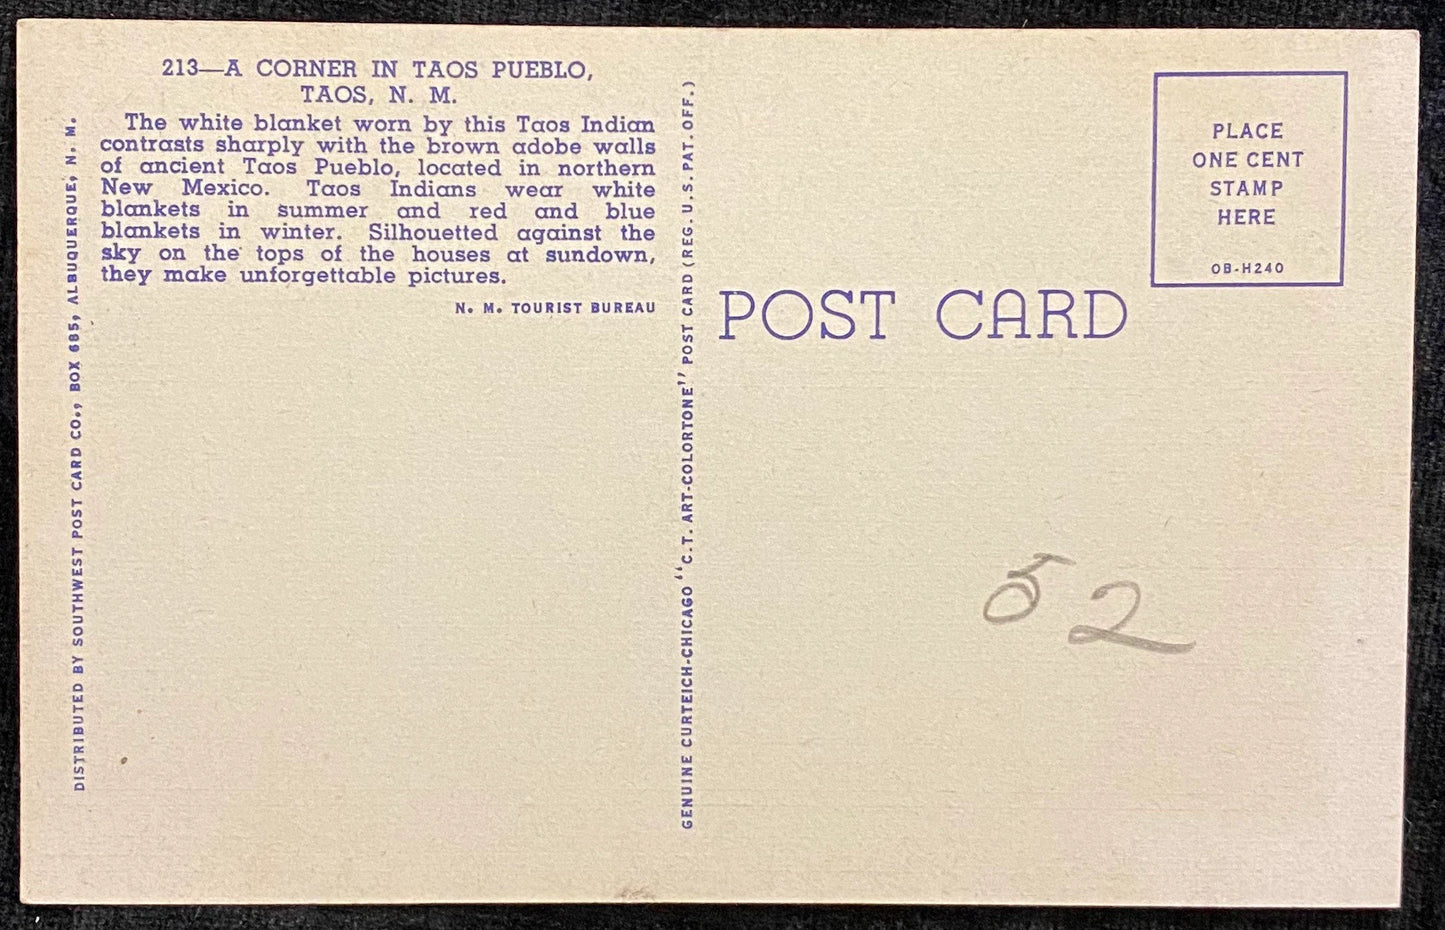 213—A CORNER IN TAOS PUEBLO,
TAOS, N. M.
The white blanket worn by this Taos Indian
contrasts sharply with the brown adobe walls
of ancient Taos Pueblo, located in northern
New Mexico. Taos Indians wear white
blankets in summer and red and blue
blankets in winter. Silhouetted against the
sky on the tops of the houses at sundown,
they make unforgettable pictures.
N. M. TOURIST BUREAU
DISTRIBUTED BY SOUTHWEST POST CARD CO., BOX 685, ALBUQUERQUE, N. M.
GENUINE CURTEICH-CHICAGO "C.T. ART-COLORTONE" POST CARD (REG. U.S. PAT. OFF.)
POST CARD
PLACE
ONE CENT
STAMP
HERE
OB-H240
52